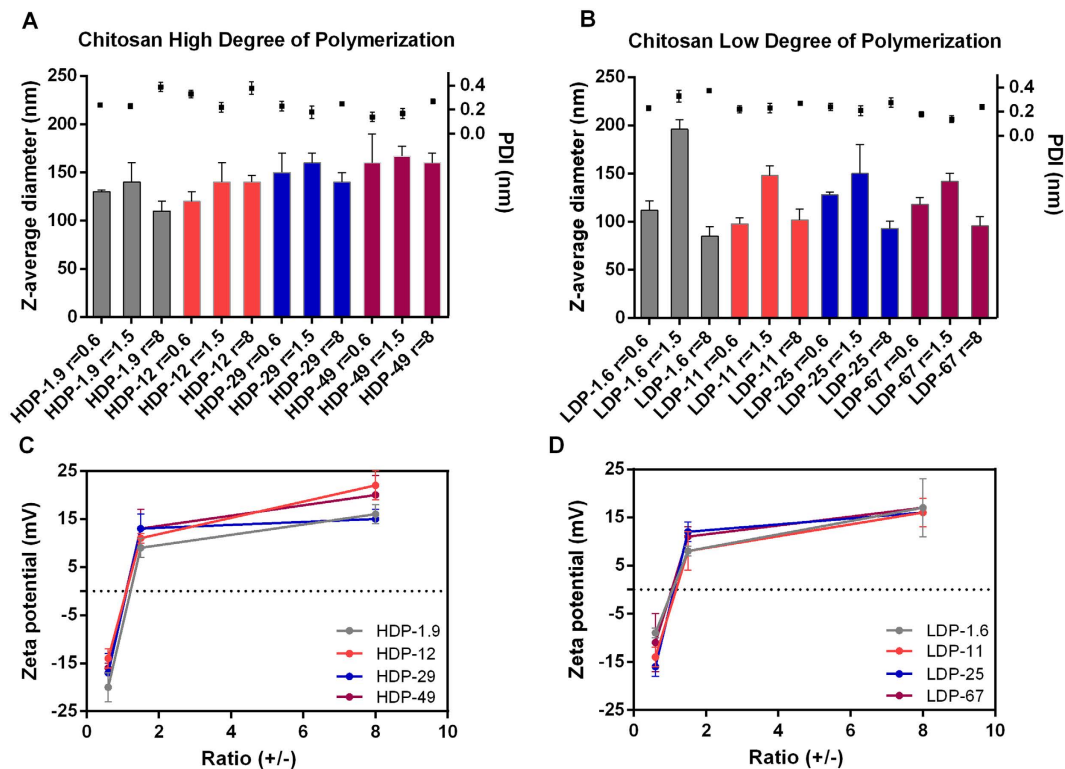 A
Chitosan High Degree of Polymerization
250
200
150
100
50
0
Z-average diameter (nm)
0.4
0.2
0.0
PDI (nm)
HDP-1.9 r=0.6
HDP-1.9 r=1.5
HDP-1.9 r=8
HDP-12 r=0.6
HDP-12 r=1.5
HDP-12 r=8
HDP-29 r=0.6
HDP-29 r=1.5
HDP-29 r=8
HDP-49 r=0.6
HDP-49 r=1.5
HDP-49 r=8
B
Chitosan Low Degree of Polymerization
250
200
150
100
50
0
Z-average diameter (nm)
0.4
0.2
0.0
PDI (nm)
LDP-1.6 r=0.6
LDP-1.6 r=1.5
LDP-1.6 r=8
LDP-11 r=0.6
LDP-11 r=1.5
LDP-11 r=8
LDP-25 r=0.6
LDP-25 r=1.5
LDP-25 r=8
LDP-67 r=0.6
LDP-67 r=1.5
LDP-67 r=8
C
25
15
5
-5
-15
-25
Zeta potential (mV)
HDP-1.9
HDP-12
HDP-29
HDP-49
0 2 4 6 8 10
Ratio (+/-)
D
25
15
5
-5
-15
-25
Zeta potential (mV)
LDP-1.6
LDP-11
LDP-25
LDP-67
0 2 4 6 8 10
Ratio (+/-)